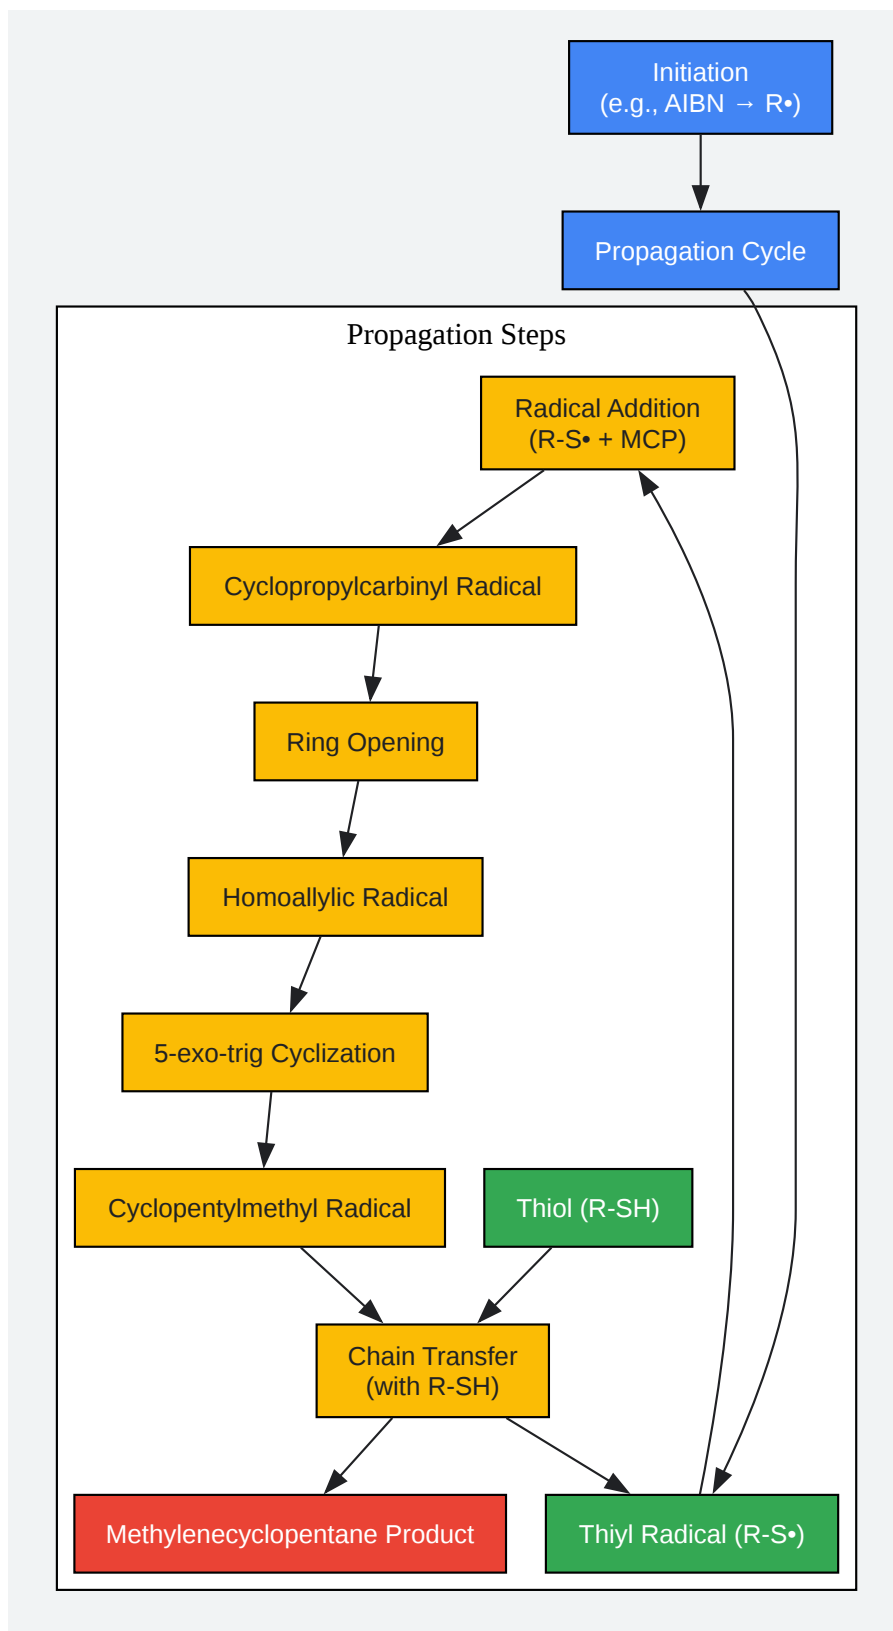 Initiation
(e.g., AIBN → R•)
Propagation Cycle
Propagation Steps
Radical Addition
(R-S• + MCP)
Cyclopropylcarbinyl Radical
Ring Opening
Homoallylic Radical
5-exo-trig Cyclization
Cyclopentylmethyl Radical
Thiol (R-SH)
Chain Transfer
(with R-SH)
Methylenecyclopentane Product
Thiyl Radical (R-S•)